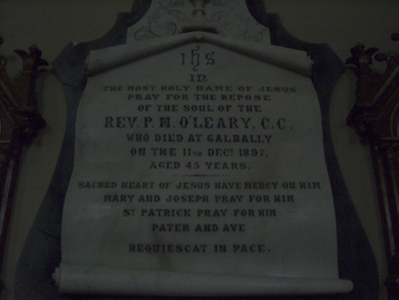 IHS
IN
THE MOST HOLY NAME OF JESUS
PRAY FOR THE REPOSE
OF THE SOUL OF THE
REV. P. M. O'LEARY, C.C.
WHO DIED AT GALBALLY
ON THE 11TH DECR 1897,
AGED 45 YEARS.
SACRED HEART OF JESUS HAVE MERCY ON HIM
MARY AND JOSEPH PRAY FOR HIM
ST PATRICK PRAY FOR HIM
PATER AND AVE
REQUIESCAT IN PACE.